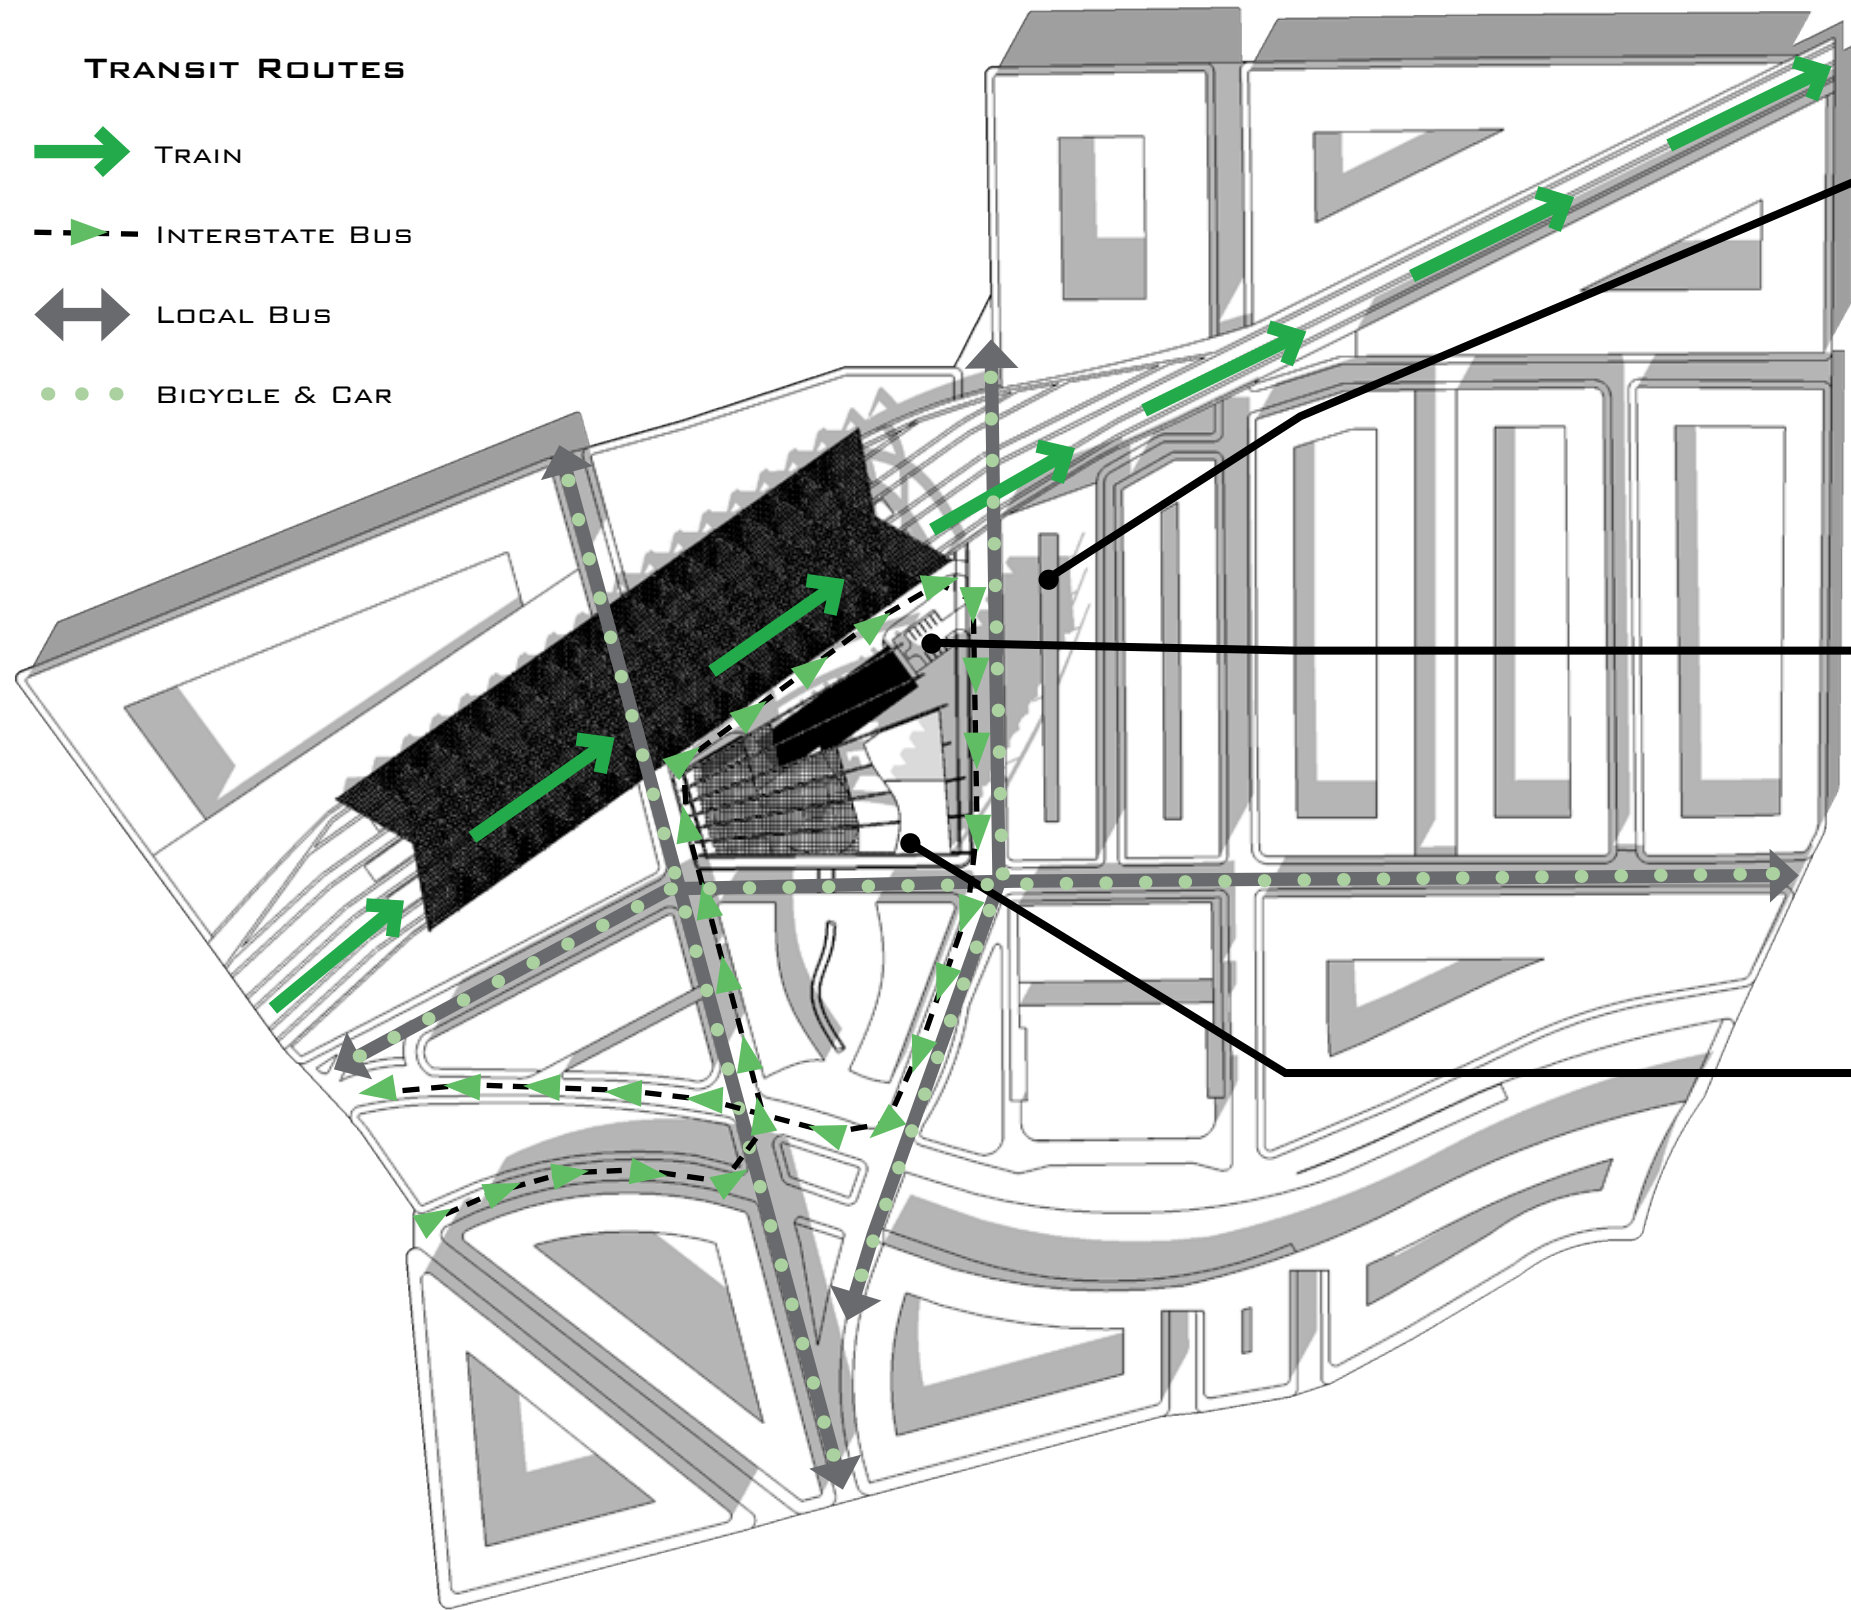 Transit Routes
Train
Interstate Bus
Local Bus
Bicycle & Car